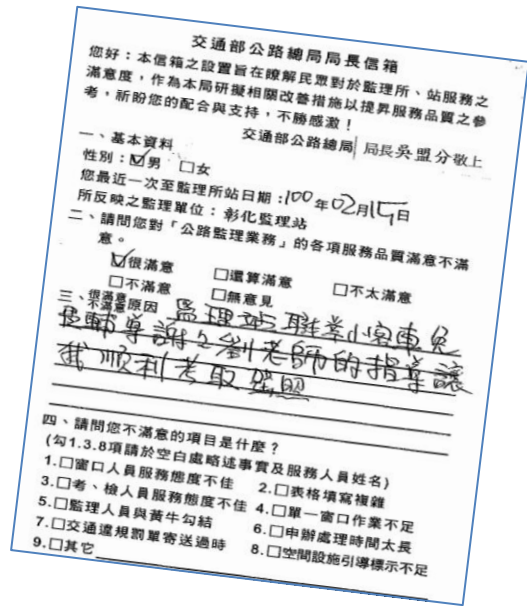 交通部公路總局局長信箱
您好：本信箱之設置旨在瞭解民眾對於監理所、站服務之
滿意度，作為本局研擬相關改善措施以提昇服務品質之參
考，祈盼您的配合與支持，不勝感激！
交通部公路總局 局長吳盟分敬上
一、基本資料
性別：☑男 □女
您最近一次至監理所站日期：100年02月15日
所反映之監理單位：彰化監理站
二、請問您對「公路監理業務」的各項服務品質滿意不滿
意。
☑很滿意 □還算滿意 □不太滿意
□不滿意 □無意見
三、很滿意不滿意原因 監理站職業小客車免
輔導謝謝劉老師的指導讓
我順利考取駕照
四、請問您不滿意的項目是什麼？
(勾1.3.8項請於空白處略述事實及服務人員姓名)
1.□窗口人員服務態度不佳 2.□表格填寫複雜
3.□考、檢人員服務態度不佳 4.□單一窗口作業不足
5.□監理人員與黃牛勾結 6.□申辦處理時間太長
7.□交通違規罰單寄送過時 8.□空間設施引導標示不足
9.□其它